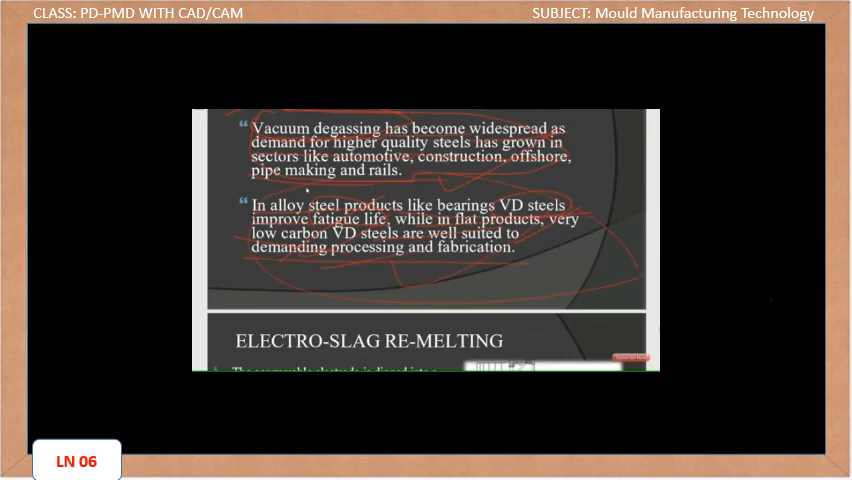 CLASS: PD-PMD WITH CAD/CAM
SUBJECT: Mould Manufacturing Technology
“ Vacuum degassing has become widespread as
demand for higher quality steels has grown in
sectors like automotive, construction, offshore,
pipe making and rails.
“ In alloy steel products like bearings VD steels
improve fatigue life, while in flat products, very
low carbon VD steels are well suited to
demanding processing and fabrication.
ELECTRO-SLAG RE-MELTING
LN 06